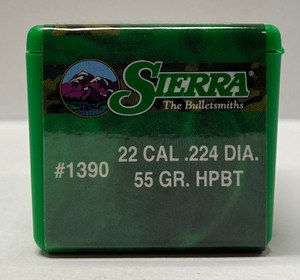 SIERRA®
The Bulletsmiths
#1390
22 CAL .224 DIA.
55 GR. HPBT